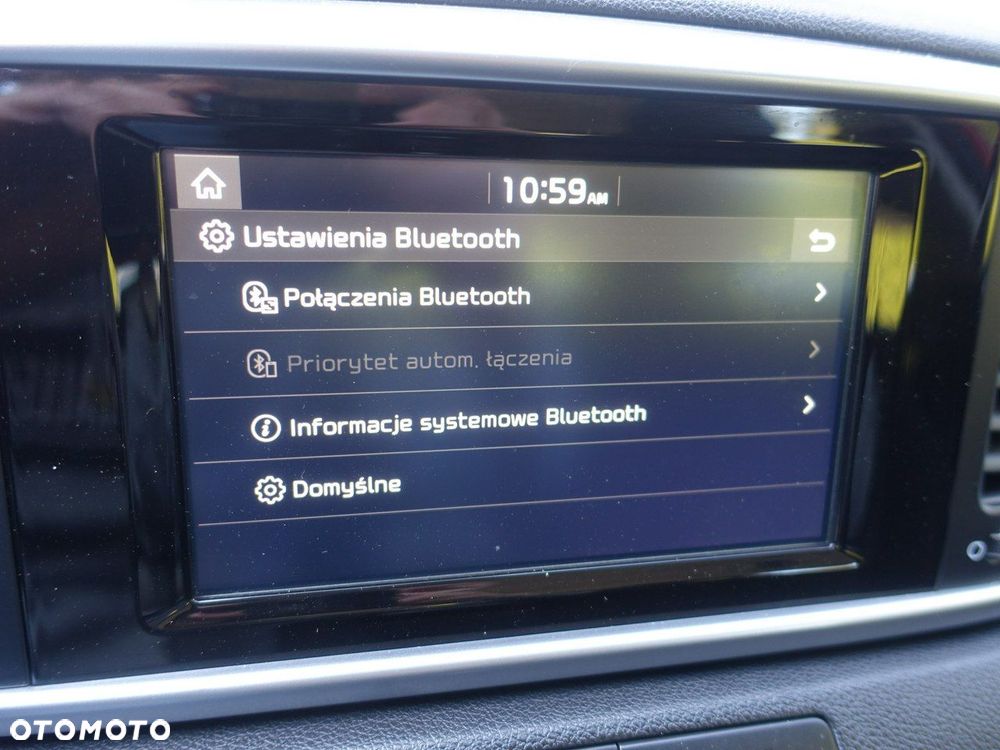 10:59AM
Ustawienia Bluetooth
Połączenia Bluetooth
Priorytet autom. łączenia
Informacje systemowe Bluetooth
Domyślne
OTOMOTO